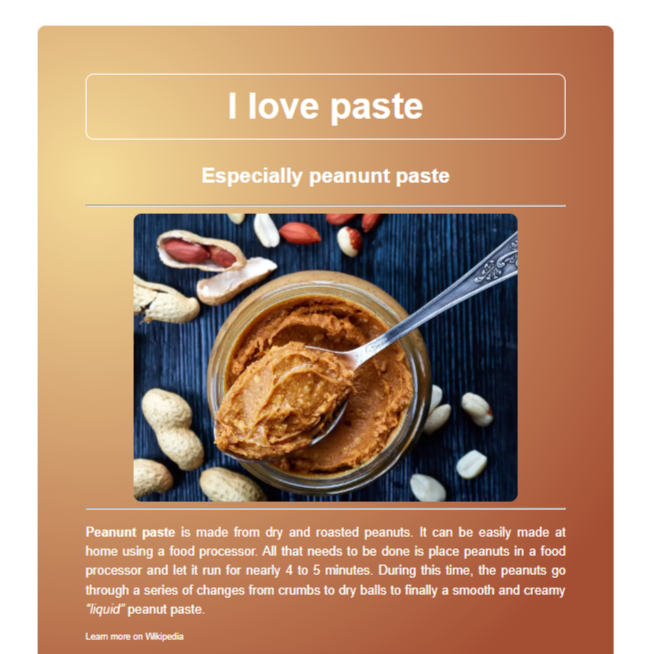 I love paste
Especially peanunt paste
Peanunt paste is made from dry and roasted peanuts. It can be easily made at
home using a food processor. All that needs to be done is place peanuts in a food
processor and let it run for nearly 4 to 5 minutes. During this time, the peanuts go
through a series of changes from crumbs to dry balls to finally a smooth and creamy
“liquid” peanut paste.
Learn more on Wikipedia